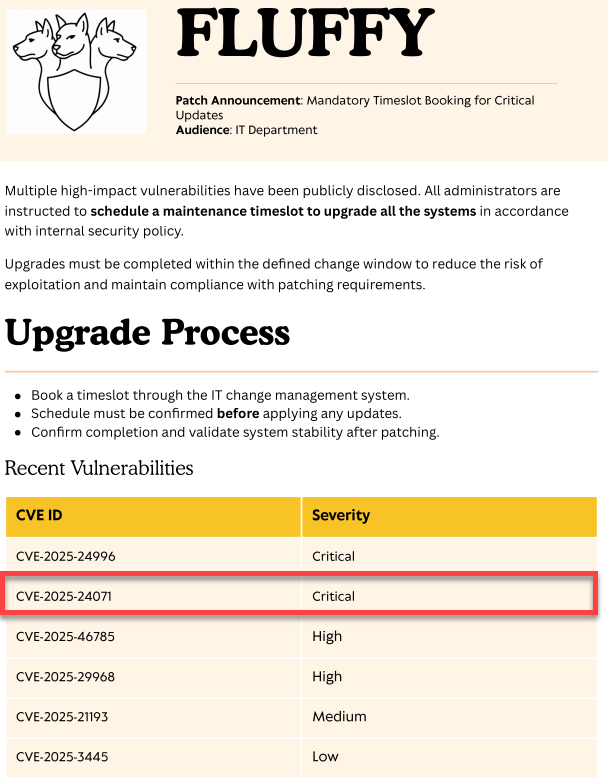 FLUFFY
Patch Announcement: Mandatory Timeslot Booking for Critical
Updates
Audience: IT Department
Multiple high-impact vulnerabilities have been publicly disclosed. All administrators are
instructed to schedule a maintenance timeslot to upgrade all the systems in accordance
with internal security policy.
Upgrades must be completed within the defined change window to reduce the risk of
exploitation and maintain compliance with patching requirements.
Upgrade Process
● Book a timeslot through the IT change management system.
● Schedule must be confirmed before applying any updates.
● Confirm completion and validate system stability after patching.
Recent Vulnerabilities
CVE ID Severity
CVE-2025-24996 Critical
CVE-2025-24071 Critical
CVE-2025-46785 High
CVE-2025-29968 High
CVE-2025-21193 Medium
CVE-2025-3445 Low